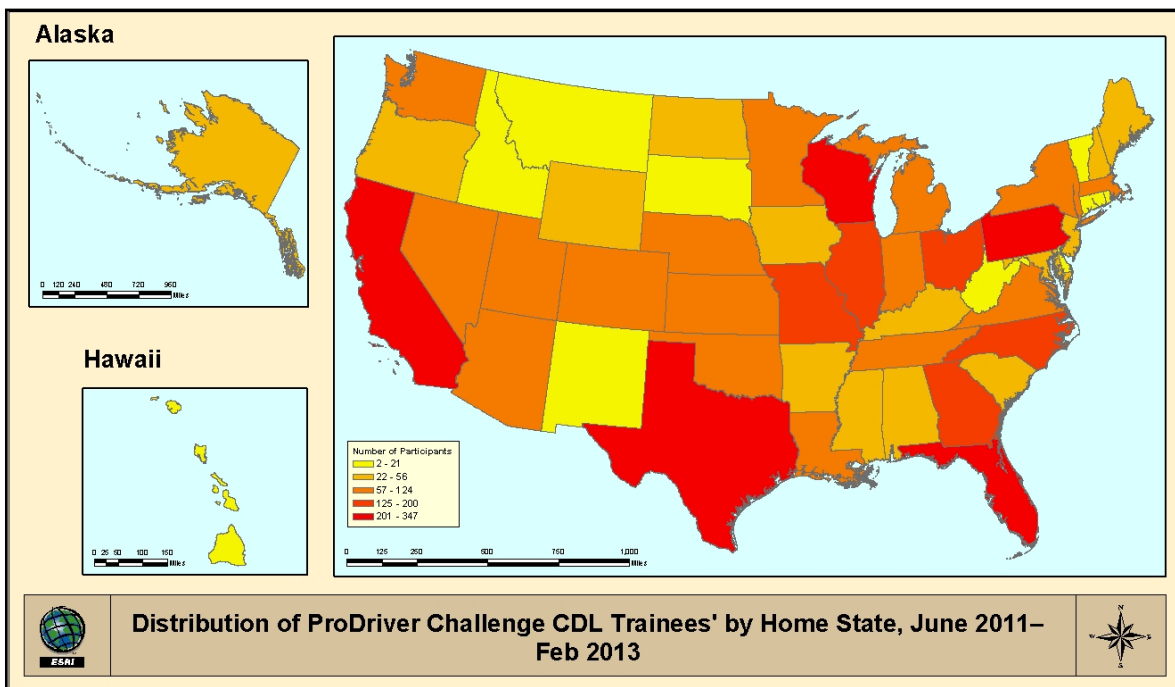 Alaska
0 120 240 480 720 960
Miles
Hawaii
0 25 50 100 150
Miles
Number of Participants
2 - 21
22 - 56
57 - 124
125 - 200
201 - 347
0 125 250 500 750 1,000
Miles
ESRI
Distribution of ProDriver Challenge CDL Trainees' by Home State, June 2011–
Feb 2013
N
W E
S